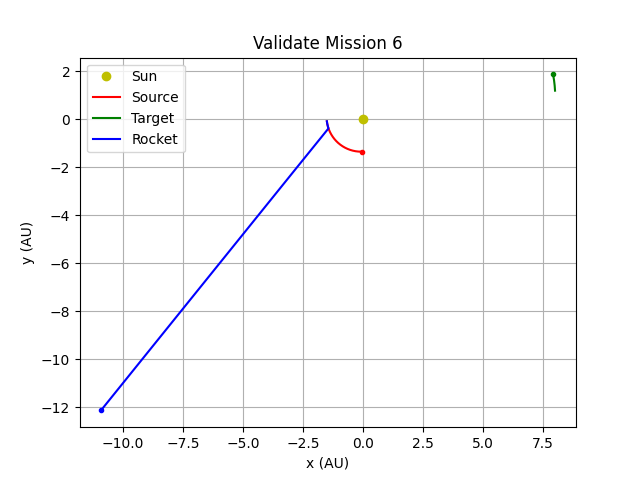 Validate Mission 6
Sun
Source
Target
Rocket
y (AU)
2
0
−2
−4
−6
−8
−10
−12
−10.0 −7.5 −5.0 −2.5 0.0 2.5 5.0 7.5
x (AU)